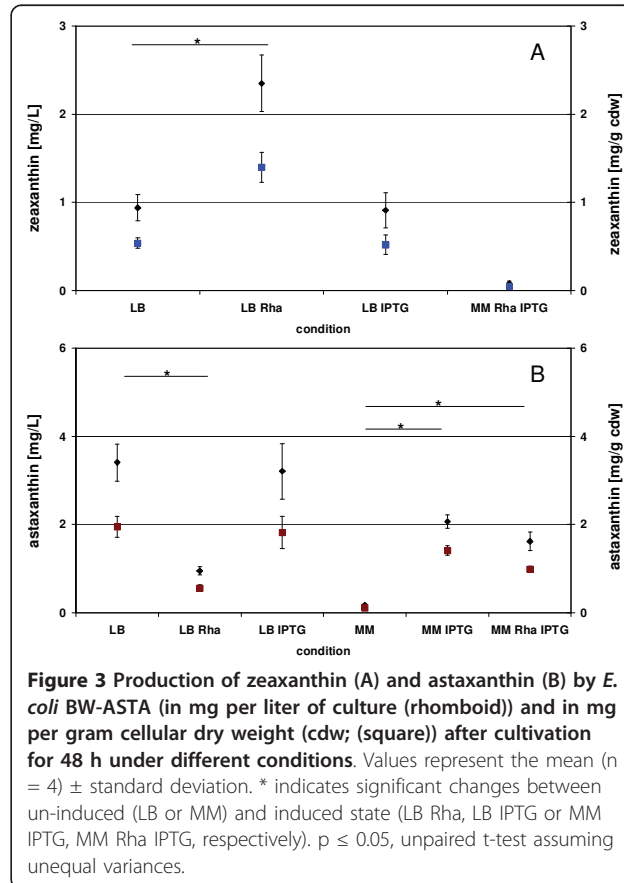 3
2
1
0
zeaxanthin [mg/L]
*
A
3
2
1
0
zeaxanthin [mg/g cdw]
LB LB Rha LB IPTG MM Rha IPTG
condition
6
4
2
0
astaxanthin [mg/L]
*
*
*
B
6
4
2
0
astaxanthin [mg/g cdw]
LB LB Rha LB IPTG MM MM IPTG MM Rha IPTG
condition
Figure 3 Production of zeaxanthin (A) and astaxanthin (B) by E.
coli BW-ASTA (in mg per liter of culture (rhomboid)) and in mg
per gram cellular dry weight (cdw; (square)) after cultivation
for 48 h under different conditions. Values represent the mean (n
= 4) ± standard deviation. * indicates significant changes between
un-induced (LB or MM) and induced state (LB Rha, LB IPTG or MM
IPTG, MM Rha IPTG, respectively). p ≤ 0.05, unpaired t-test assuming
unequal variances.